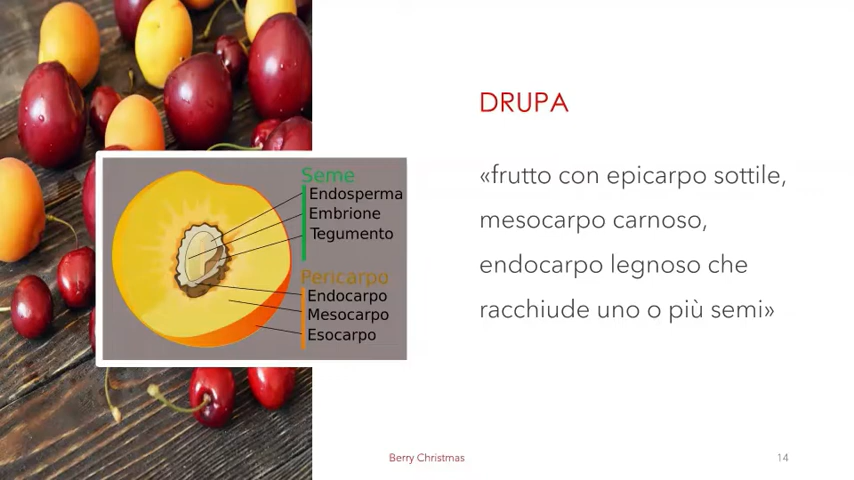 DRUPA
«frutto con epicarpo sottile,
mesocarpo carnoso,
endocarpo legnoso che
racchiude uno o più semi»
Seme
Endosperma
Embrione
Tegumento
Pericarpo
Endocarpo
Mesocarpo
Esocarpo
Berry Christmas
14